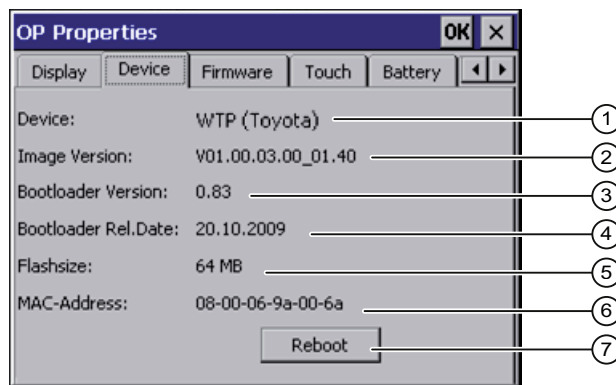 OP Properties OK ×
Display Device Firmware Touch Battery
Device: WTP (Toyota) 1
Image Version: V01.00.03.00_01.40 2
Bootloader Version: 0.83 3
Bootloader Rel.Date: 20.10.2009 4
Flashsize: 64 MB 5
MAC-Address: 08-00-06-9a-00-6a 6
Reboot 7